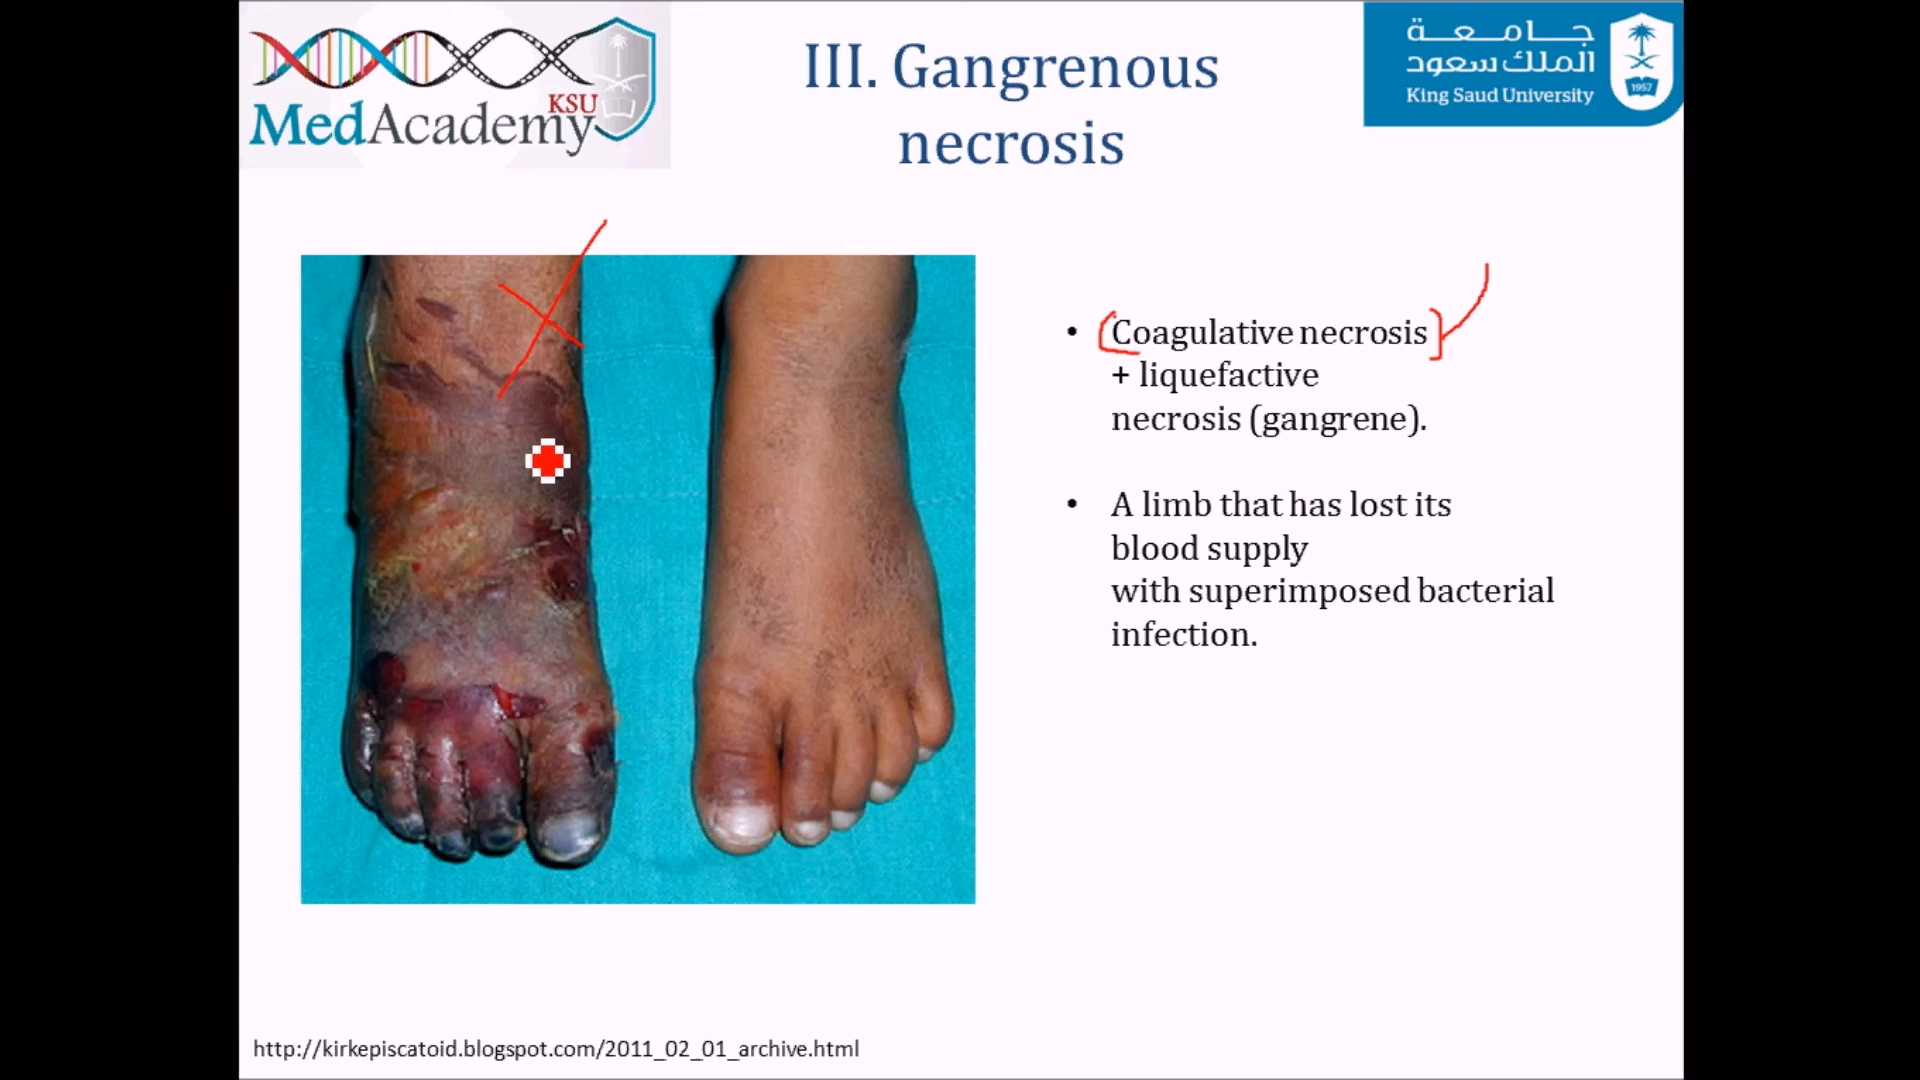 MedAcademy
KSU
III. Gangrenous
necrosis
جامعة
الملك سعود
King Saud University
1957
• Coagulative necrosis
+ liquefactive
necrosis (gangrene).
• A limb that has lost its
blood supply
with superimposed bacterial
infection.
http://kirkepiscatoid.blogspot.com/2011_02_01_archive.html